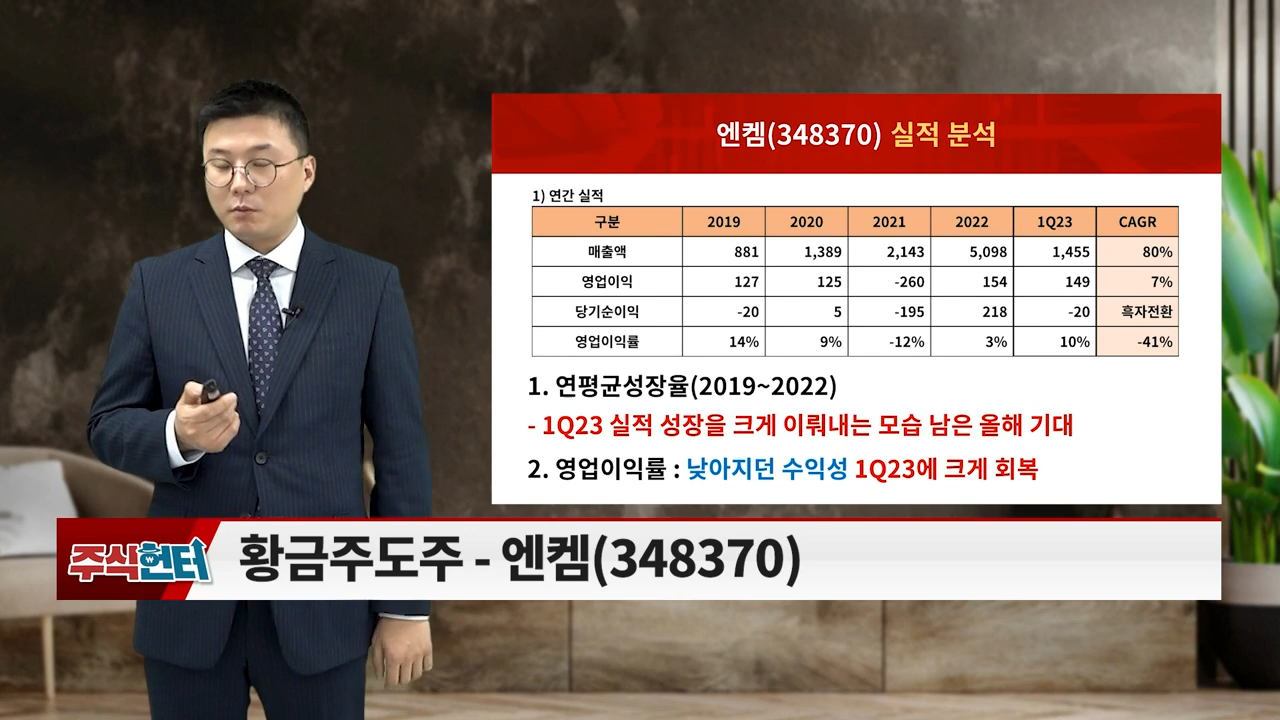 엔켐(348370) 실적 분석
1) 연간 실적
구분 2019 2020 2021 2022 1Q23 CAGR
매출액 881 1,389 2,143 5,098 1,455 80%
영업이익 127 125 -260 154 149 7%
당기순이익 -20 5 -195 218 -20 흑자전환
영업이익률 14% 9% -12% 3% 10% -41%
1. 연평균성장율(2019~2022)
- 1Q23 실적 성장을 크게 이뤄내는 모습 남은 올해 기대
2. 영업이익률 : 낮아지던 수익성 1Q23에 크게 회복
주식헌터 황금주도주 - 엔켐(348370)